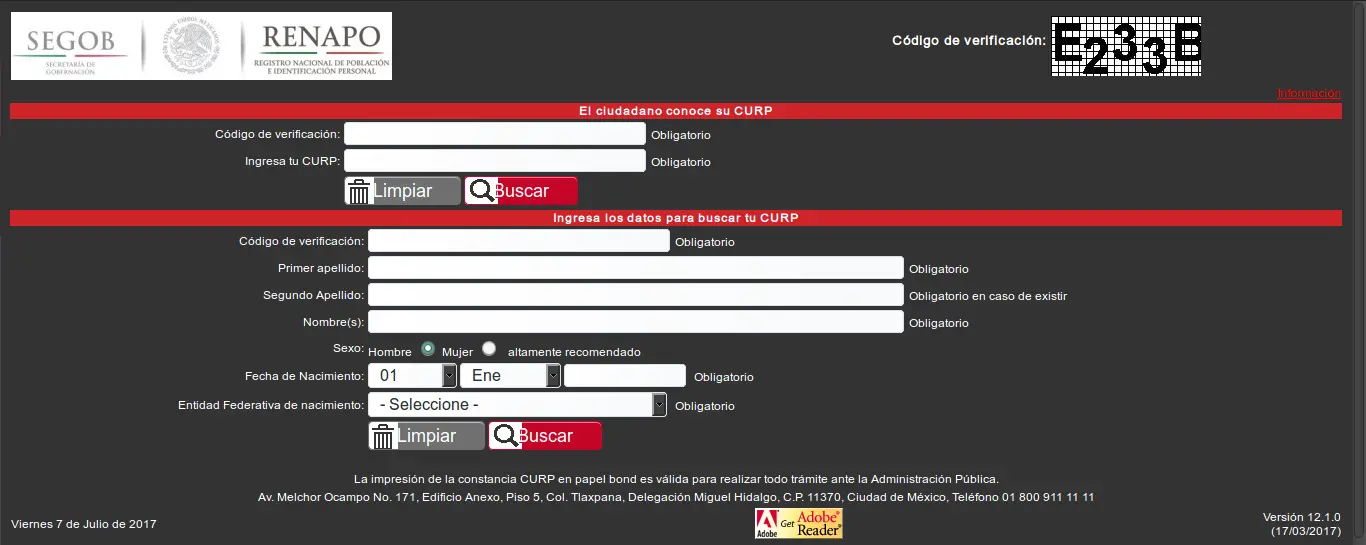 SEGOB
SECRETARÍA DE
GOBERNACIÓN
ESTADOS UNIDOS MEXICANOS
RENAPO
REGISTRO NACIONAL DE POBLACIÓN
E IDENTIFICACIÓN PERSONAL
Código de verificación: E233B
Información
El ciudadano conoce su CURP
Código de verificación: Obligatorio
Ingresa tu CURP: Obligatorio
Limpiar Buscar
Ingresa los datos para buscar tu CURP
Código de verificación: Obligatorio
Primer apellido: Obligatorio
Segundo Apellido: Obligatorio en caso de existir
Nombre(s): Obligatorio
Sexo: Hombre Mujer altamente recomendado
Fecha de Nacimiento: 01 Ene Obligatorio
Entidad Federativa de nacimiento: - Seleccione - Obligatorio
Limpiar Buscar
La impresión de la constancia CURP en papel bond es válida para realizar todo trámite ante la Administración Pública.
Av. Melchor Ocampo No. 171, Edificio Anexo, Piso 5, Col. Tlaxpana, Delegación Miguel Hidalgo, C.P. 11370, Ciudad de México, Teléfono 01 800 911 11 11
Viernes 7 de Julio de 2017
Adobe Get Adobe® Reader®
Versión 12.1.0
(17/03/2017)